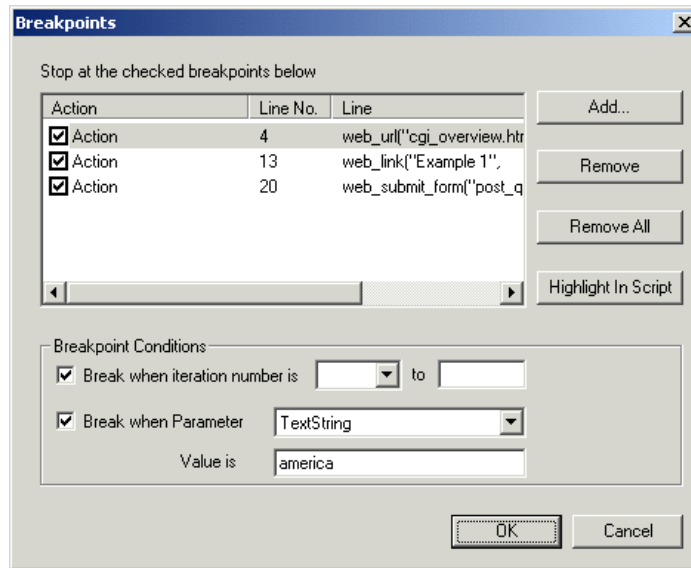 Breakpoints
Stop at the checked breakpoints below
Action Line No. Line
Action 4 web_url("cgi_overview.htr
Action 13 web_link("Example 1",
Action 20 web_submit_form("post_q
Add...
Remove
Remove All
Highlight In Script
Breakpoint Conditions
Break when iteration number is to
Break when Parameter TextString
Value is america
OK Cancel